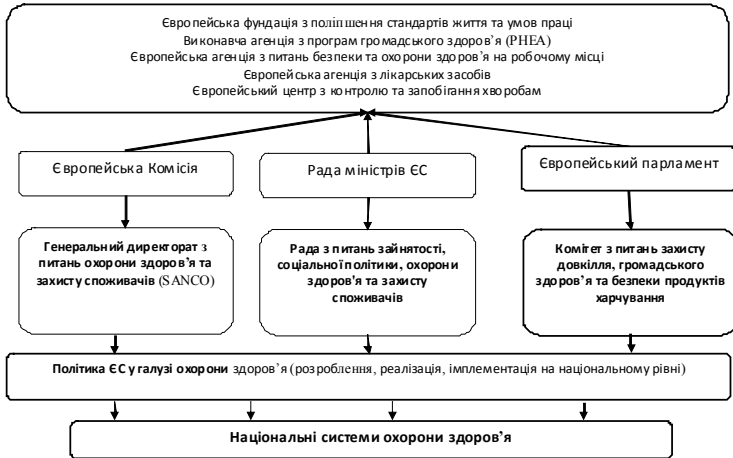 Європейська фундація з поліпшення стандартів життя та умов праці
Виконавча агенція з програм громадського здоров'я (PHEA)
Європейська агенція з питань безпеки та охорони здоров'я на робочому місці
Європейська агенція з лікарських засобів
Європейський центр з контролю та запобігання хворобам
Європейська Комісія
Рада міністрів ЄС
Європейський парламент
Генеральний директорат з
питань охорони здоров'я та
захисту споживачів (SANCO)
Рада з питань зайнятості,
соціальної політики, охорони
здоров'я та захисту
споживачів
Комітет з питань захисту
довкілля, громадського
здоров'я та безпеки продуктів
харчування
Політика ЄС у галузі охорони здоров'я (розроблення, реалізація, імплементація на національному рівні)
Національні системи охорони здоров'я